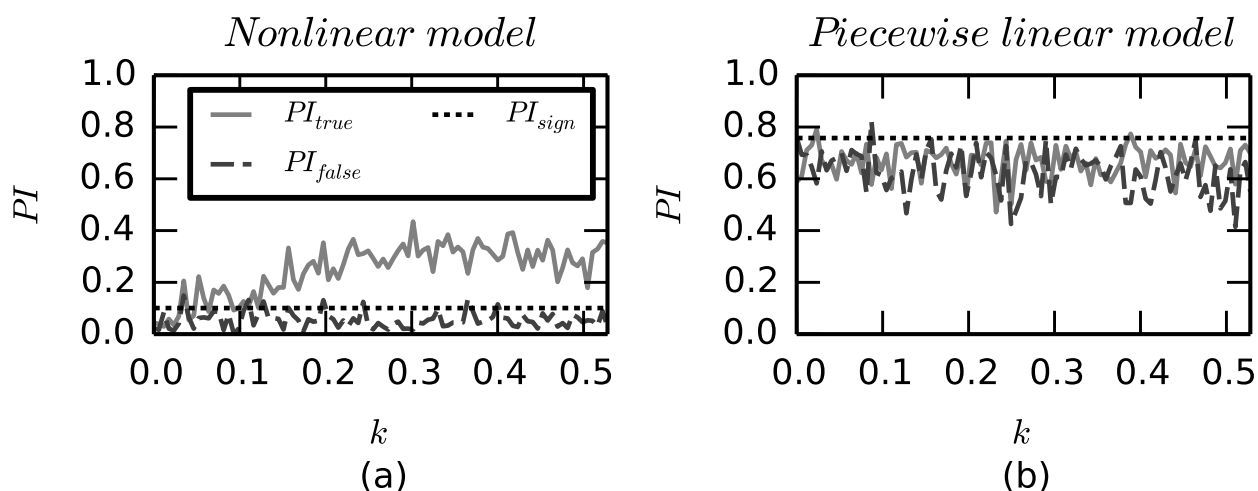 Nonlinear model
1.0
0.8
0.6
0.4
0.2
0.0
PI
PI_true
PI_sign
PI_false
0.0 0.1 0.2 0.3 0.4 0.5
k
(a)
Piecewise linear model
1.0
0.8
0.6
0.4
0.2
0.0
PI
0.0 0.1 0.2 0.3 0.4 0.5
k
(b)